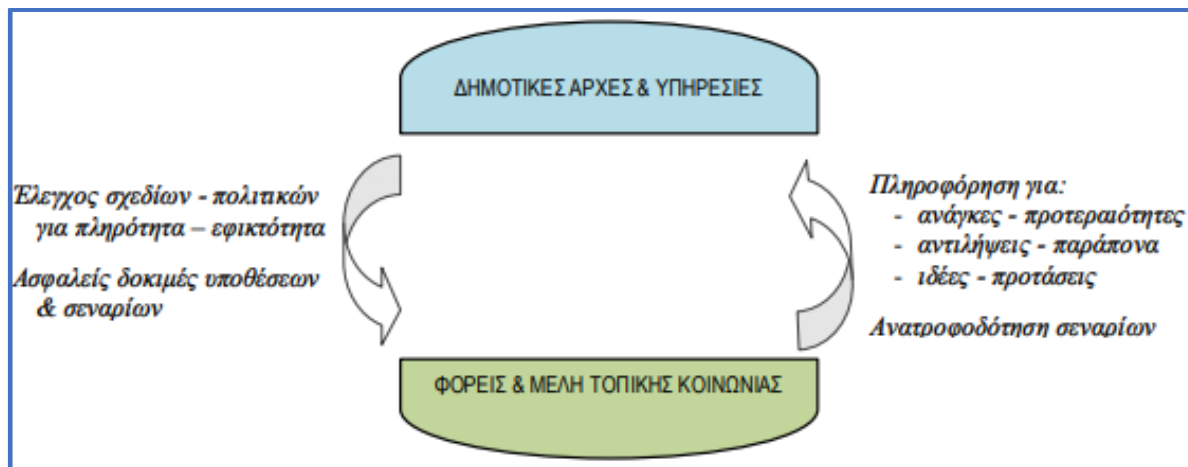 ΔΗΜΟΤΙΚΕΣ ΑΡΧΕΣ & ΥΠΗΡΕΣΙΕΣ
Έλεγχος σχεδίων - πολιτικών
για πληρότητα – εφικτότητα
Ασφαλείς δοκιμές υποθέσεων
& σεναρίων
Πληροφόρηση για:
- ανάγκες - προτεραιότητες
- αντιλήψεις - παράπονα
- ιδέες - προτάσεις
Ανατροφοδότηση σεναρίων
ΦΟΡΕΙΣ & ΜΕΛΗ ΤΟΠΙΚΗΣ ΚΟΙΝΩΝΙΑΣ